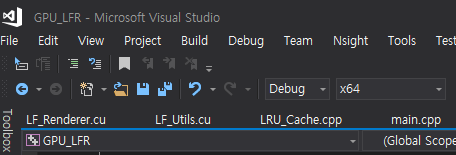 GPU_LFR - Microsoft Visual Studio
File Edit View Project Build Debug Team Nsight Tools Test
Debug x64
Toolbox
LF_Renderer.cu LF_Utils.cu LRU_Cache.cpp main.cpp
GPU_LFR (Global Scope